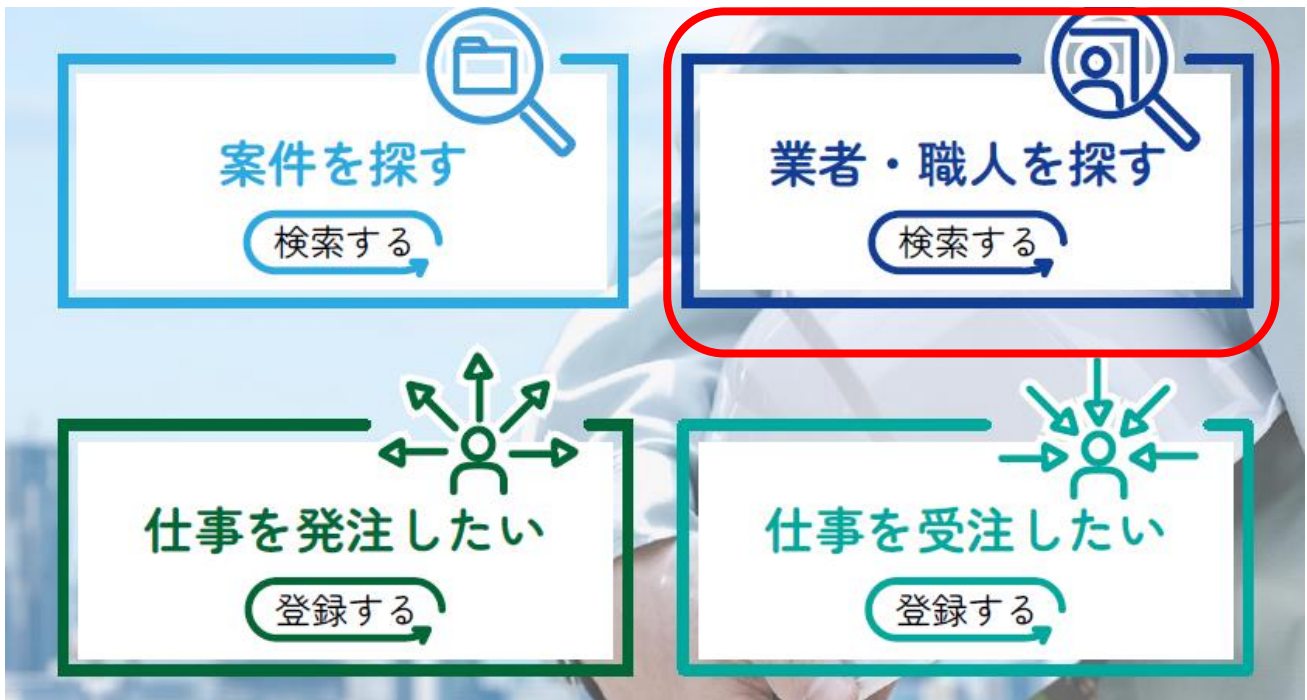 案件を探す
検索する
業者・職人を探す
検索する
仕事を発注したい
登録する
仕事を受注したい
登録する